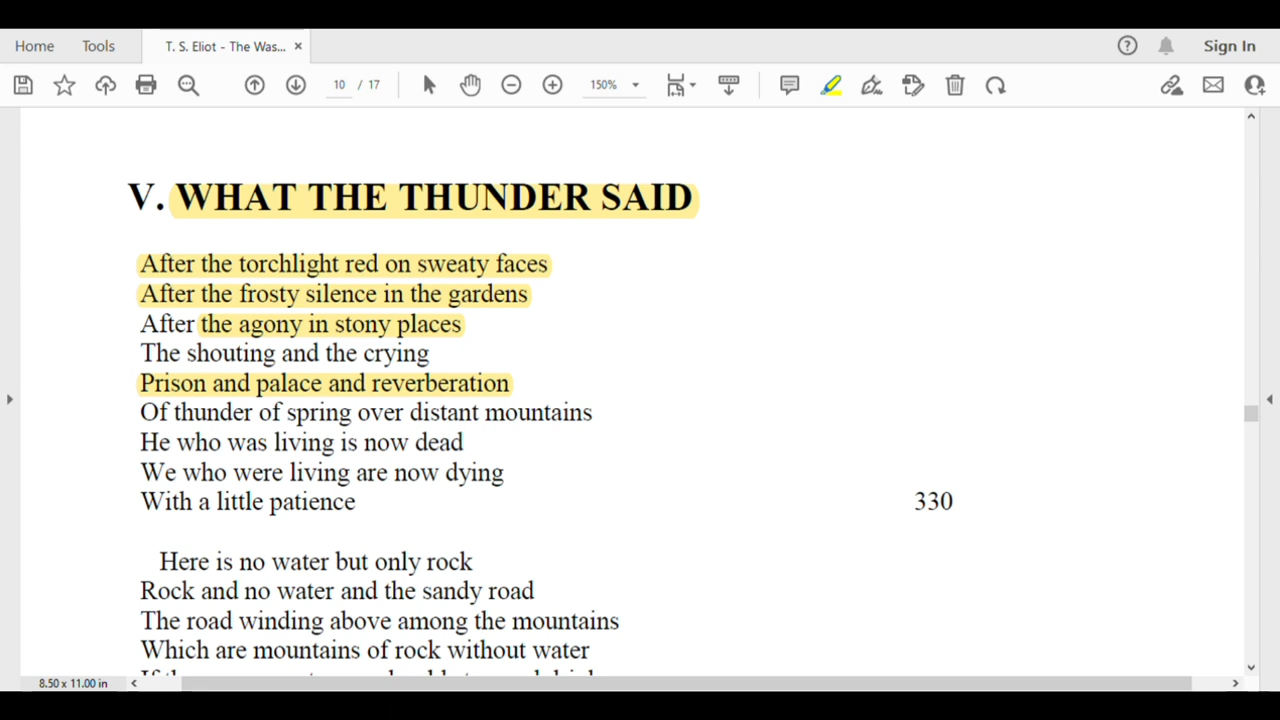 Home Tools T. S. Eliot - The Was... × Sign In
10 / 17 150%
V. WHAT THE THUNDER SAID
After the torchlight red on sweaty faces
After the frosty silence in the gardens
After the agony in stony places
The shouting and the crying
Prison and palace and reverberation
Of thunder of spring over distant mountains
He who was living is now dead
We who were living are now dying
With a little patience 330
Here is no water but only rock
Rock and no water and the sandy road
The road winding above among the mountains
Which are mountains of rock without water
8.50 x 11.00 in